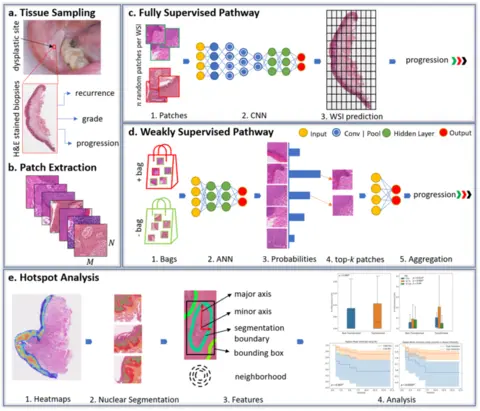 a. Tissue Sampling
dysplastic site
H&E stained biopsies
recurrence
grade
progression
b. Patch Extraction
N
M
c. Fully Supervised Pathway
n random patches per WSI
progression
1. Patches
2. CNN
3. WSI prediction
d. Weakly Supervised Pathway
Input
Conv | Pool
Hidden Layer
Output
+ bag
- bag
progression
1. Bags
2. ANN
3. Probabilities
4. top-k patches
5. Aggregation
e. Hotspot Analysis
major axis
minor axis
segmentation
boundary
bounding box
neighborhood
1. Heatmaps
2. Nuclear Segmentation
3. Features
4. Analysis